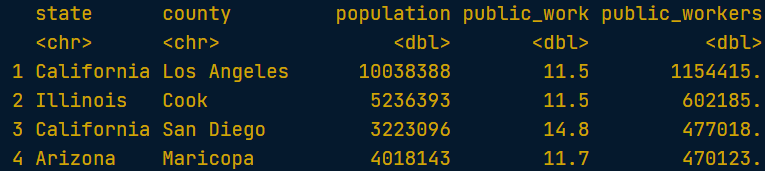 state county population public_work public_workers
<chr> <chr> <dbl> <dbl> <dbl>
1 California Los Angeles 10038388 11.5 1154415.
2 Illinois Cook 5236393 11.5 602185.
3 California San Diego 3223096 14.8 477018.
4 Arizona Maricopa 4018143 11.7 470123.